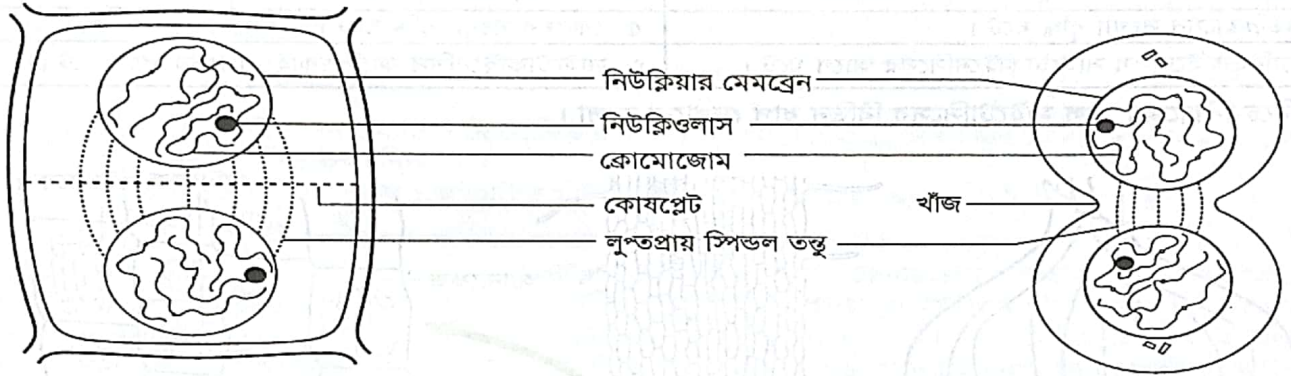 নিউক্লিয়ার মেমব্রেন
নিউক্লিওলাস
ক্রোমোজোম
কোষপ্লেট
খাঁজ
লুপ্তপ্রায় স্পিন্ডল তন্তু